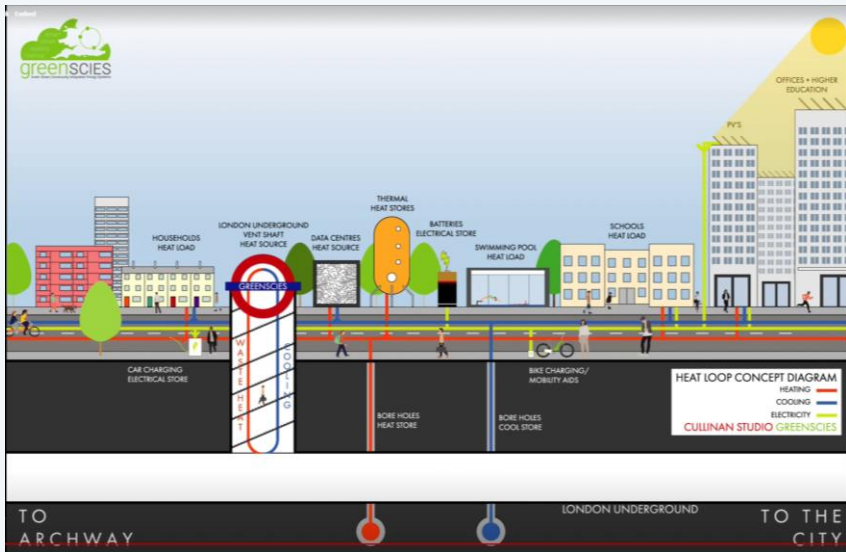 greenSCIES
OFFICES + HIGHER
EDUCATION
PV'S
THERMAL
HEAT STORES
HOUSEHOLDS
HEAT LOAD
LONDON UNDERGROUND
VENT SHAFT
HEAT SOURCE
DATA CENTRES
HEAT SOURCE
BATTERIES
ELECTRICAL STORE
SWIMMING POOL
HEAT LOAD
SCHOOLS
HEAT LOAD
GREENSCIES
WASTE HEAT
COOLING
CAR CHARGING
ELECTRICAL STORE
BIKE CHARGING/
MOBILITY AIDS
BORE HOLES
HEAT STORE
BORE HOLES
COOL STORE
HEAT LOOP CONCEPT DIAGRAM
HEATING
COOLING
ELECTRICITY
CULLINAN STUDIO GREENSCIES
LONDON UNDERGROUND
TO
ARCHWAY
TO THE
CITY